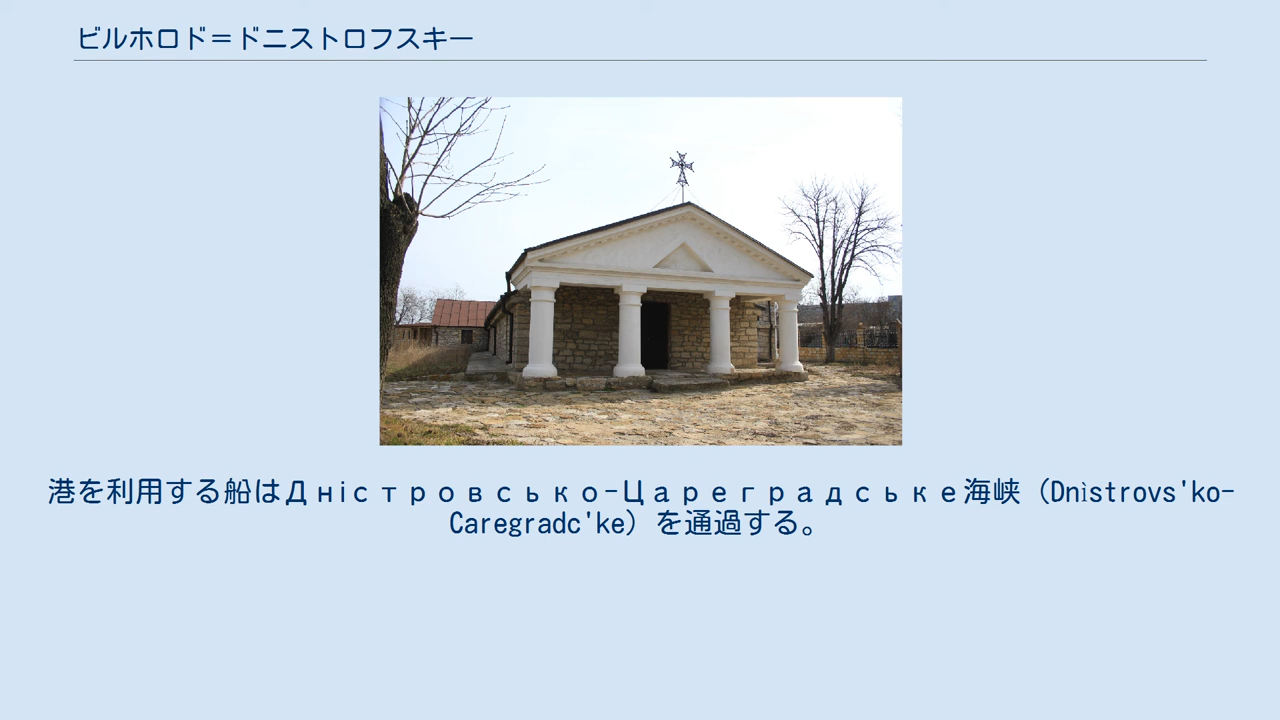 ビルホロド＝ドニストロフスキー
港を利用する船はДністровсько-Цареградське海峡（Dnìstrovs'ko-
Caregradc'ke）を通過する。